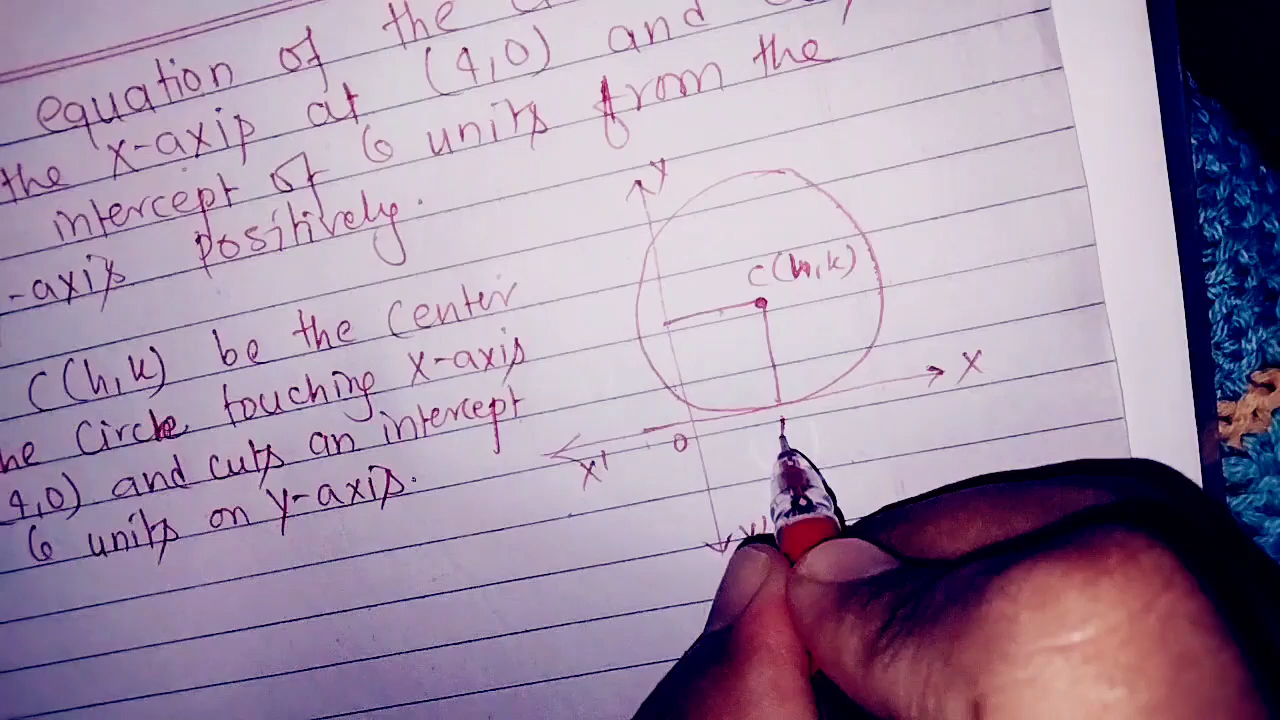 equation of the
the x-axis at (4,0) and
intercept of 6 units from the
-axis positively.
C(h,k) be the center
he circle touching x-axis
4,0) and cuts an intercept
6 units on y-axis.
Y
C(h,k)
X
O
X'
Y'